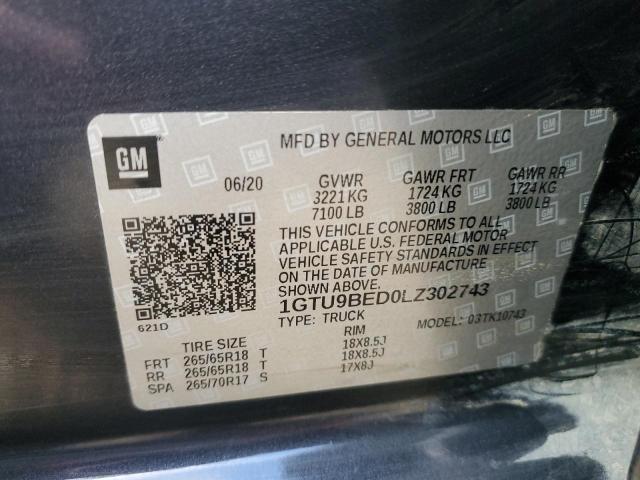 GM
MFD BY GENERAL MOTORS LLC
06/20 GVWR GAWR FRT GAWR RR
3221 KG 1724 KG 1724 KG
7100 LB 3800 LB 3800 LB
THIS VEHICLE CONFORMS TO ALL
APPLICABLE U.S. FEDERAL MOTOR
VEHICLE SAFETY STANDARDS IN EFFECT
ON THE DATE OF MANUFACTURE
SHOWN ABOVE.
1GTU9BED0LZ302743
621D TYPE: TRUCK MODEL: 03TK10743
TIRE SIZE RIM
FRT 265/65R18 T 18X8.5J
RR 265/65R18 T 18X8.5J
SPA 265/70R17 S 17X8J